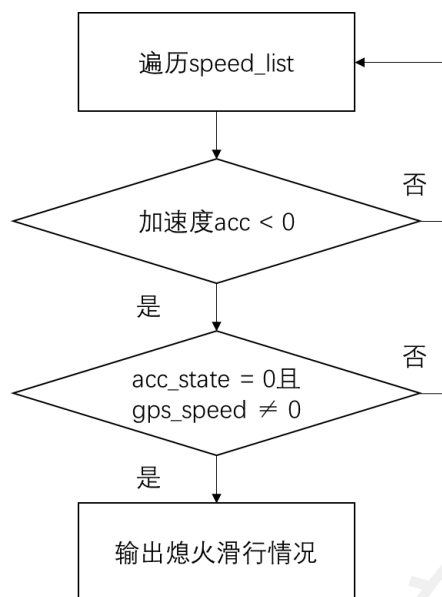 遍历speed_list
否
加速度acc < 0
是
否
acc_state = 0且
gps_speed ≠ 0
是
输出熄火滑行情况